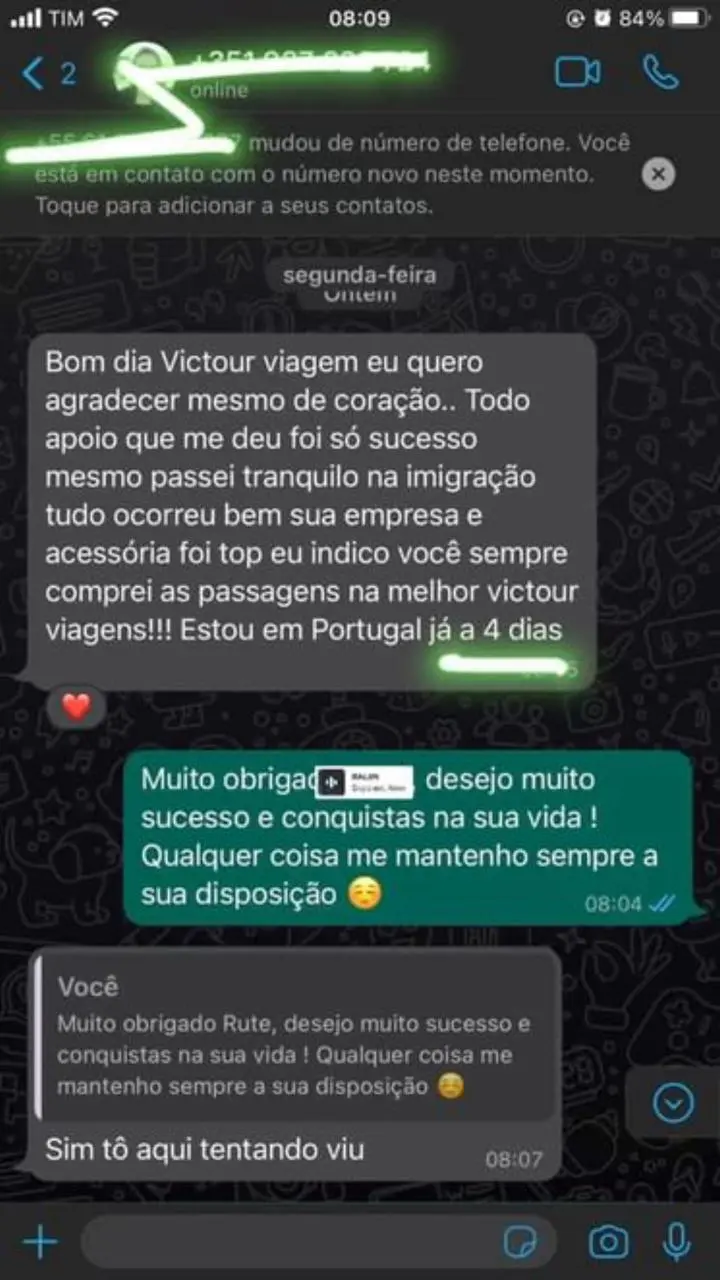 TIM
08:09
84%
2
online
mudou de número de telefone. Você
está em contato com o número novo neste momento.
Toque para adicionar a seus contatos.
segunda-feira
Ontem
Bom dia Victour viagem eu quero
agradecer mesmo de coração.. Todo
apoio que me deu foi só sucesso
mesmo passei tranquilo na imigração
tudo ocorreu bem sua empresa e
acessória foi top eu indico você sempre
comprei as passagens na melhor victour
viagens!!! Estou em Portugal já a 4 dias
Muito obrigad desejo muito
sucesso e conquistas na sua vida !
Qualquer coisa me mantenho sempre a
sua disposição ☺️
08:04
Você
Muito obrigado Rute, desejo muito sucesso e
conquistas na sua vida ! Qualquer coisa me
mantenho sempre a sua disposição ☺️
Sim tô aqui tentando viu
08:07